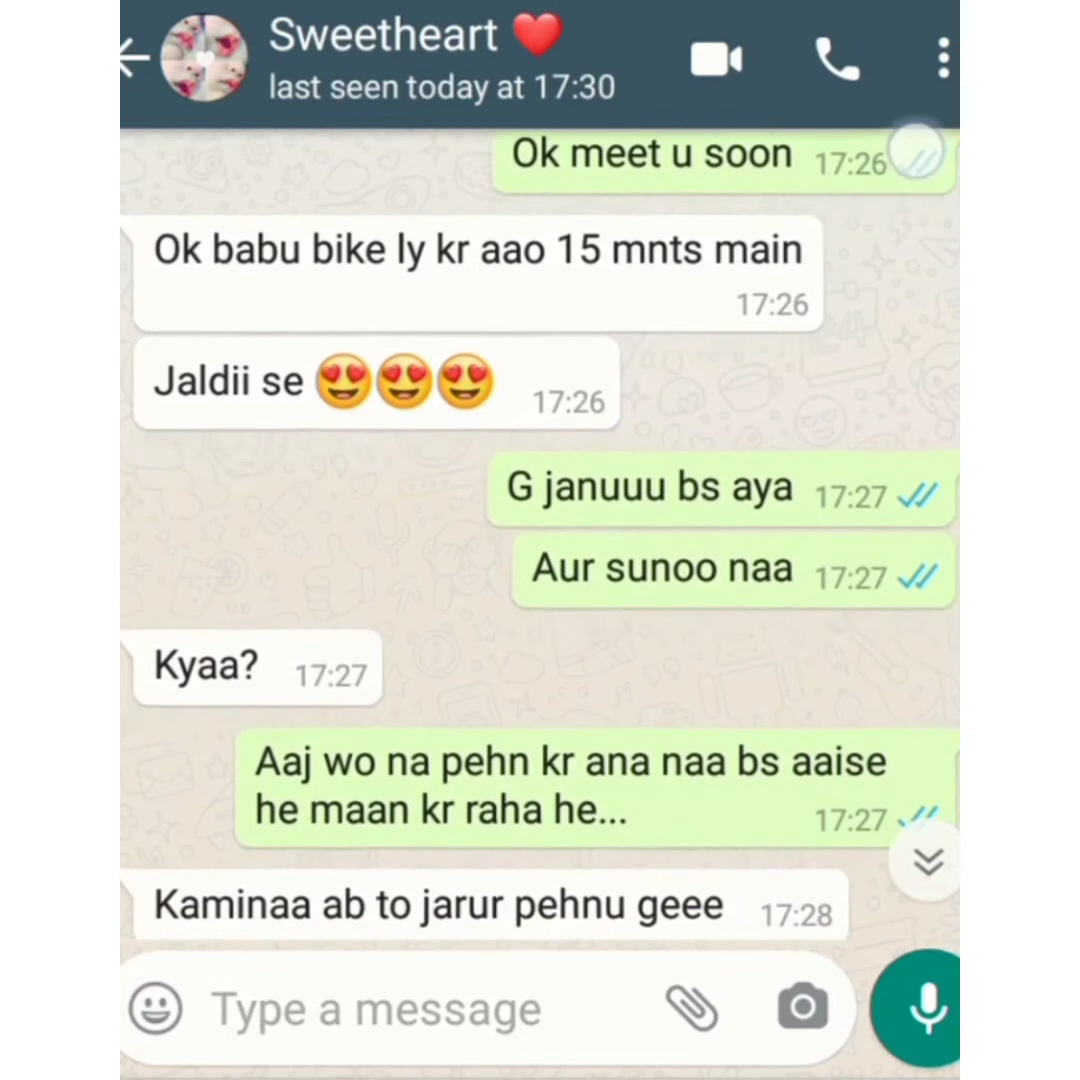 Sweetheart ❤️
last seen today at 17:30
Ok meet u soon 17:26
Ok babu bike ly kr aao 15 mnts main
17:26
Jaldii se 😍😍😍 17:26
G januuu bs aya 17:27
Aur sunoo naa 17:27
Kyaa? 17:27
Aaj wo na pehn kr ana naa bs aaise
he maan kr raha he... 17:27
Kaminaa ab to jarur pehnu geee 17:28
Type a message